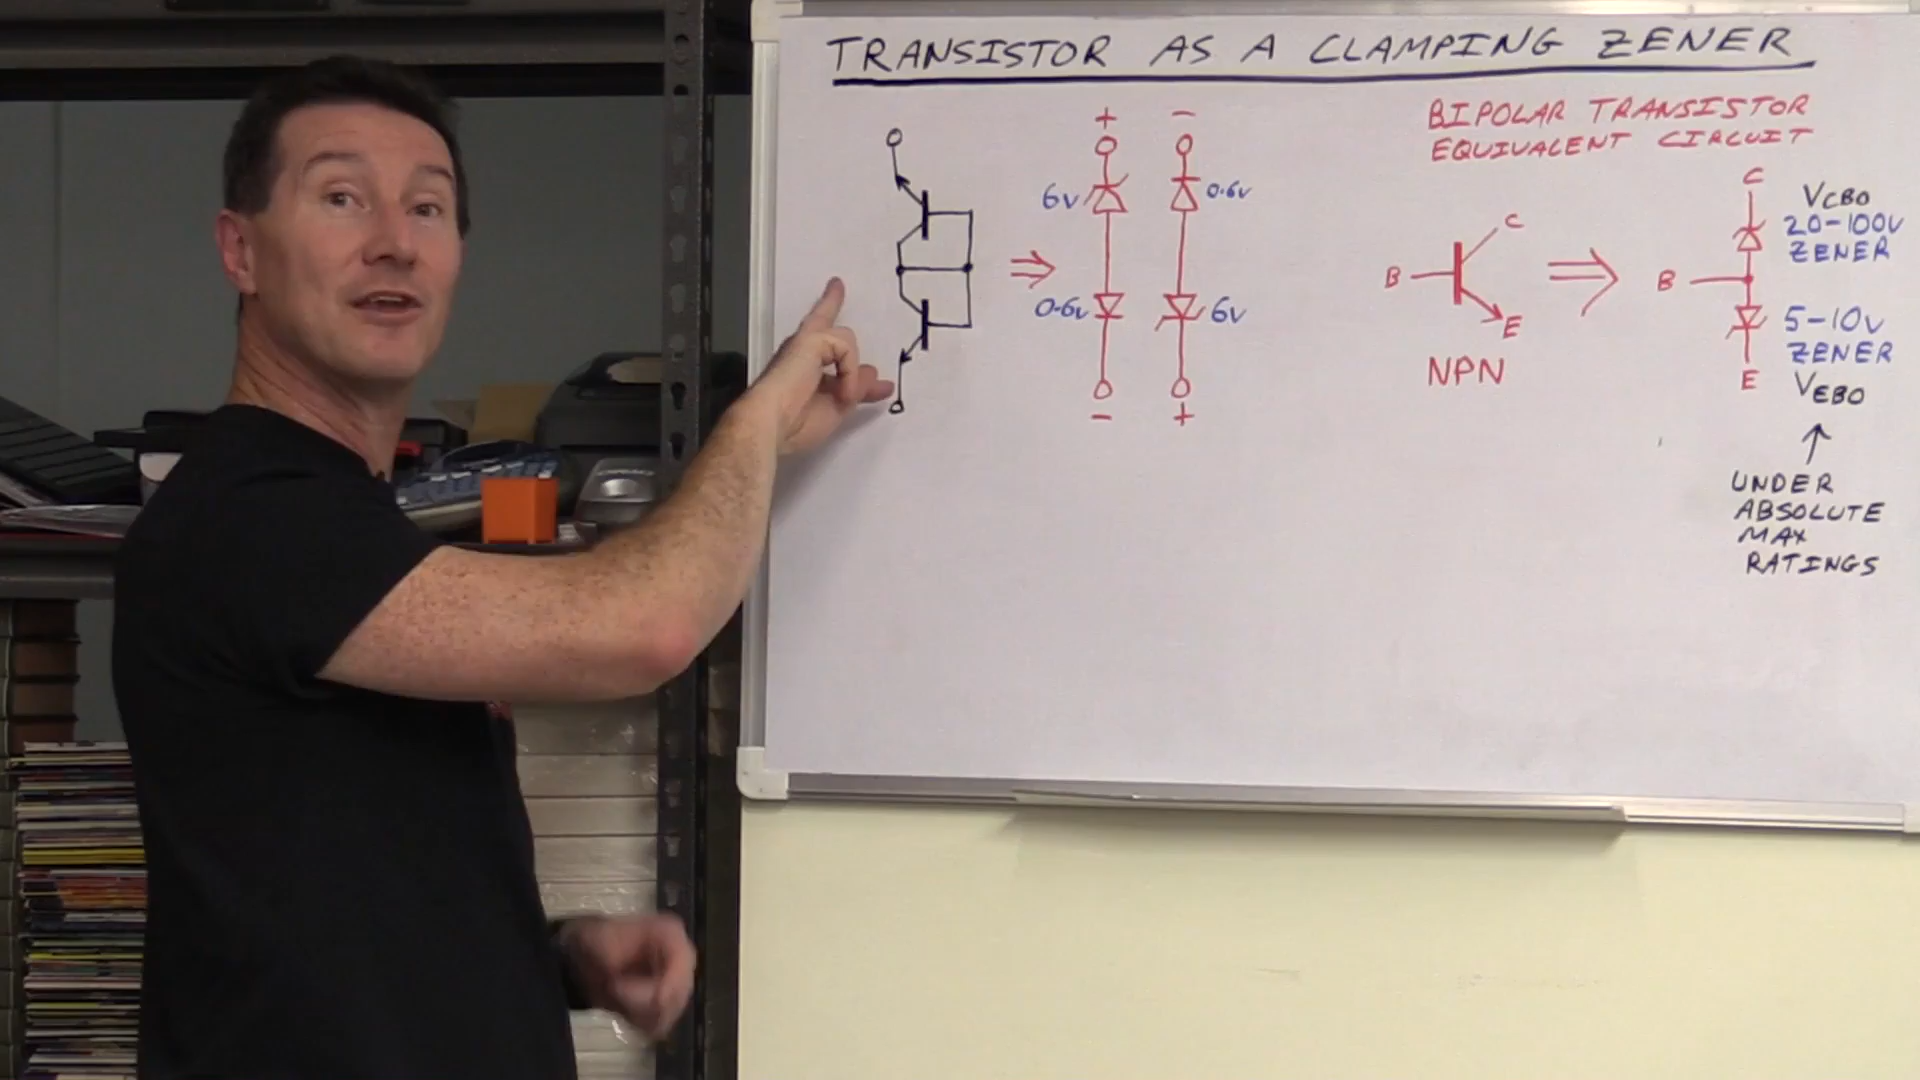 TRANSISTOR AS A CLAMPING ZENER
+ -
6V
0.6V
0.6V
6V
- +
BIPOLAR TRANSISTOR
EQUIVALENT CIRCUIT
B
C
E
NPN
C
B
E
VCBO
20-100V
ZENER
5-10V
ZENER
VEBO
UNDER
ABSOLUTE
MAX
RATINGS